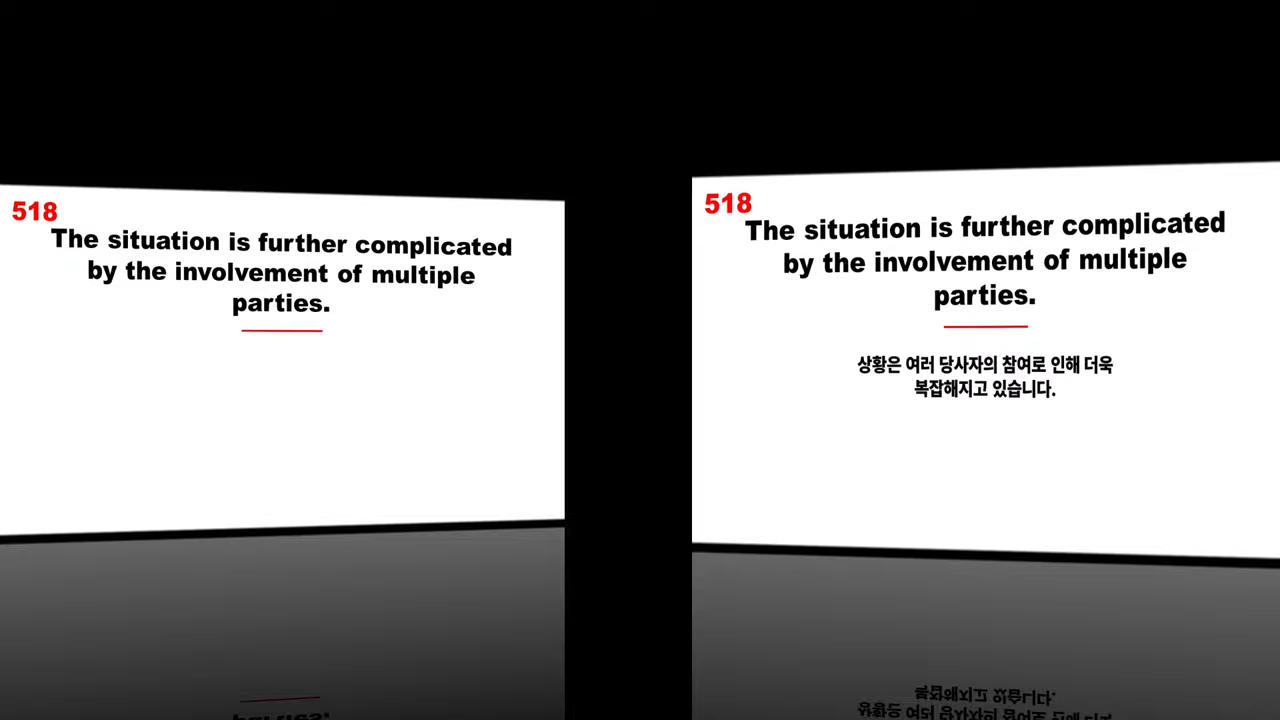 518
The situation is further complicated
by the involvement of multiple
parties.
518
The situation is further complicated
by the involvement of multiple
parties.
상황은 여러 당사자의 참여로 인해 더욱
복잡해지고 있습니다.